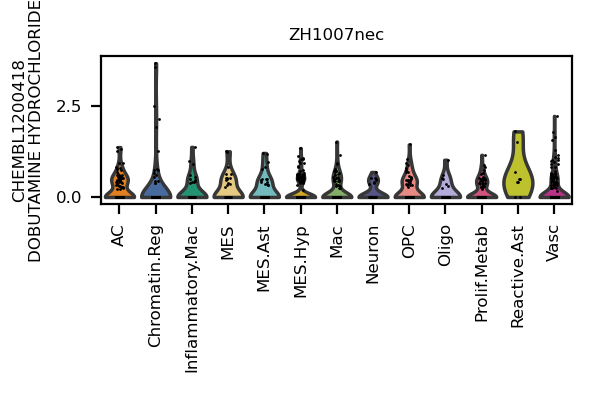 ZH1007nec
CHEMBL1200418
DOBUTAMINE HYDROCHLORIDE
2.5
0.0
AC
Chromatin.Reg
Inflammatory.Mac
MES
MES.Ast
MES.Hyp
Mac
Neuron
OPC
Oligo
Prolif.Metab
Reactive.Ast
Vasc